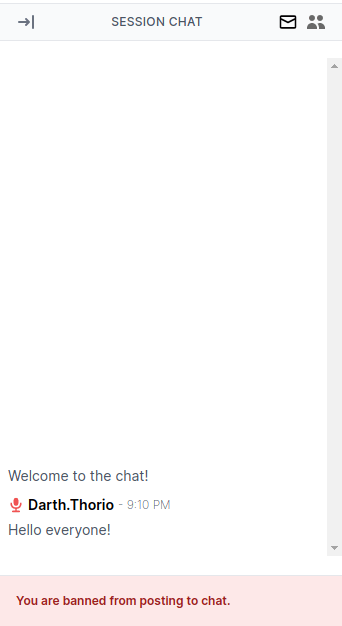 SESSION CHAT
Welcome to the chat!
Darth.Thorio - 9:10 PM
Hello everyone!
You are banned from posting to chat.